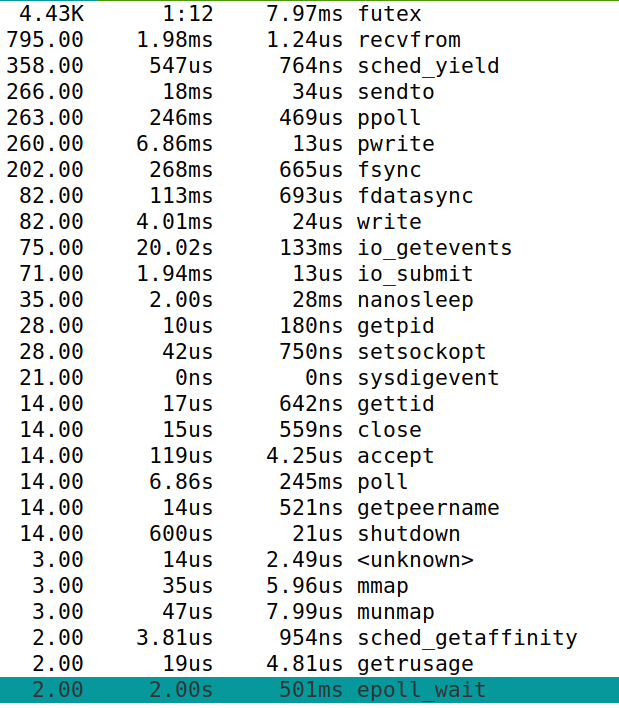 4.43K 1:12 7.97ms futex
795.00 1.98ms 1.24us recvfrom
358.00 547us 764ns sched_yield
266.00 18ms 34us sendto
263.00 246ms 469us ppoll
260.00 6.86ms 13us pwrite
202.00 268ms 665us fsync
82.00 113ms 693us fdatasync
82.00 4.01ms 24us write
75.00 20.02s 133ms io_getevents
71.00 1.94ms 13us io_submit
35.00 2.00s 28ms nanosleep
28.00 10us 180ns getpid
28.00 42us 750ns setsockopt
21.00 0ns 0ns sysdigevent
14.00 17us 642ns gettid
14.00 15us 559ns close
14.00 119us 4.25us accept
14.00 6.86s 245ms poll
14.00 14us 521ns getpeername
14.00 600us 21us shutdown
3.00 14us 2.49us <unknown>
3.00 35us 5.96us mmap
3.00 47us 7.99us munmap
2.00 3.81us 954ns sched_getaffinity
2.00 19us 4.81us getrusage
2.00 2.00s 501ms epoll_wait